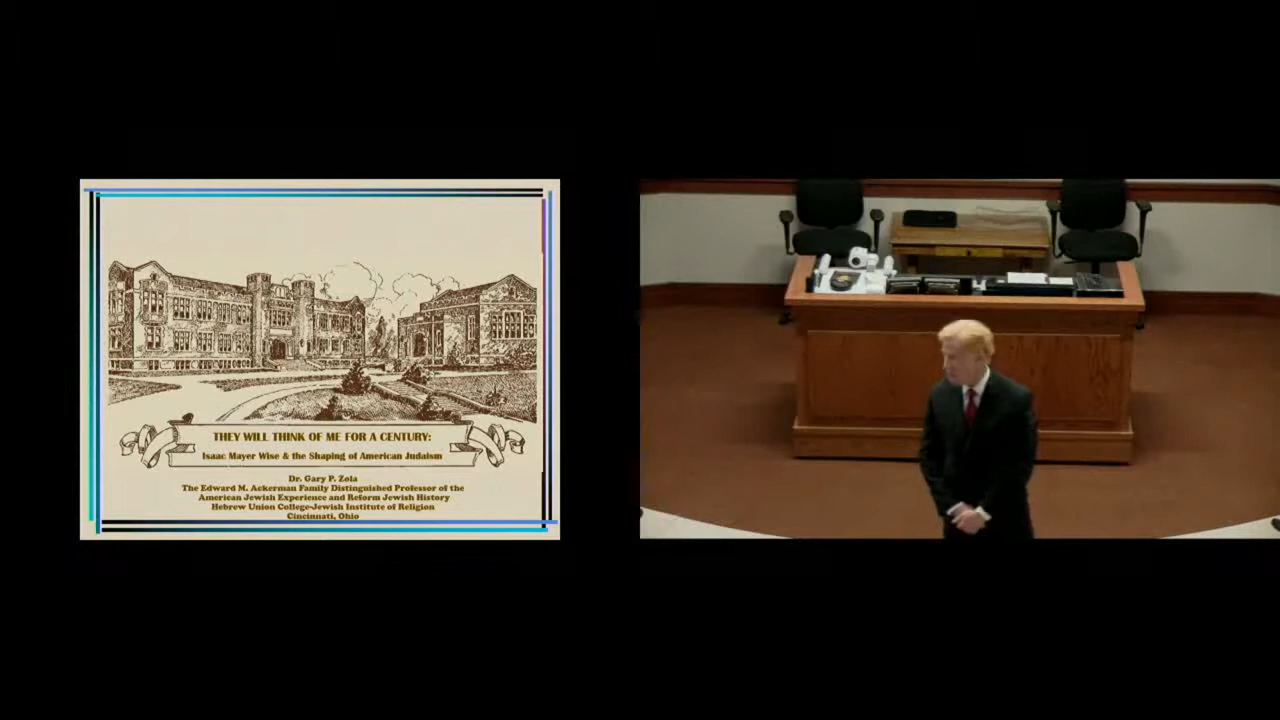 THEY WILL THINK OF ME FOR A CENTURY:
Isaac Mayer Wise & the Shaping of American Judaism
Dr. Gary P. Zola
The Edward M. Ackerman Family Distinguished Professor of the
American Jewish Experience and Reform Jewish History
Hebrew Union College-Jewish Institute of Religion
Cincinnati, Ohio